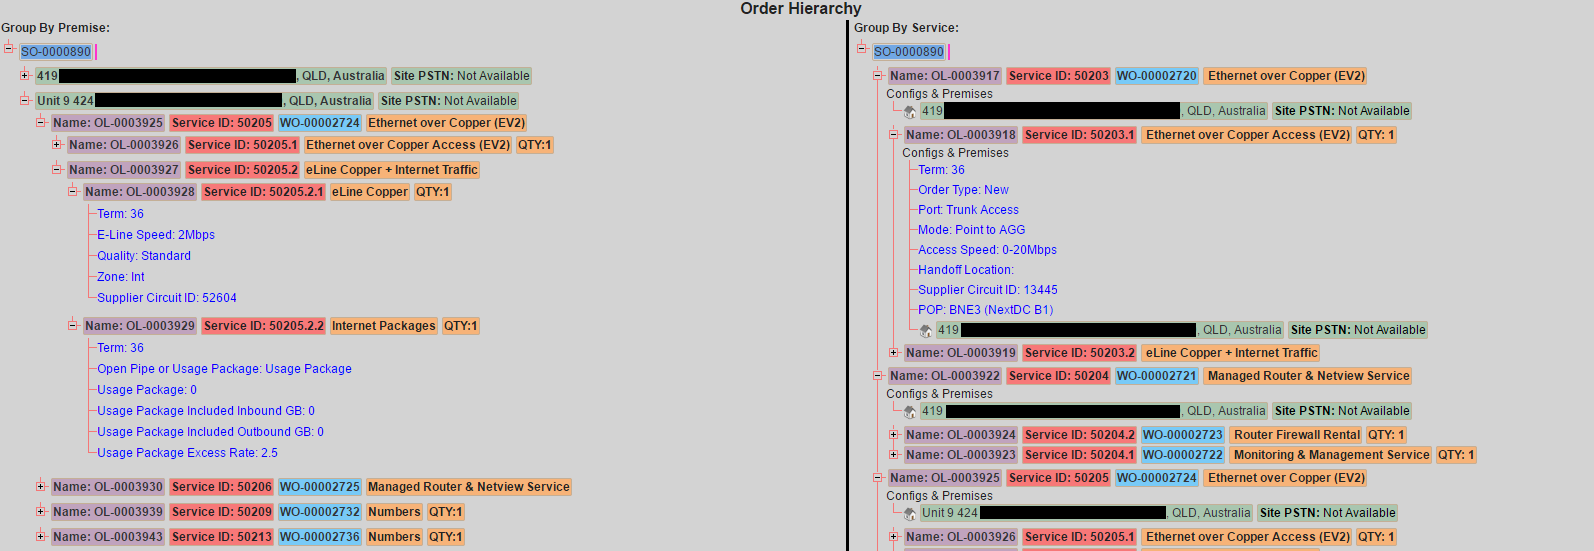 Order Hierarchy
Group By Premise:
SO-0000890
419 , QLD, Australia Site PSTN: Not Available
Unit 9 424 , QLD, Australia Site PSTN: Not Available
Name: OL-0003925 Service ID: 50205 WO-00002724 Ethernet over Copper (EV2)
Name: OL-0003926 Service ID: 50205.1 Ethernet over Copper Access (EV2) QTY:1
Name: OL-0003927 Service ID: 50205.2 eLine Copper + Internet Traffic
Name: OL-0003928 Service ID: 50205.2.1 eLine Copper QTY:1
Term: 36
E-Line Speed: 2Mbps
Quality: Standard
Zone: Int
Supplier Circuit ID: 52604
Name: OL-0003929 Service ID: 50205.2.2 Internet Packages QTY:1
Term: 36
Open Pipe or Usage Package: Usage Package
Usage Package: 0
Usage Package Included Inbound GB: 0
Usage Package Included Outbound GB: 0
Usage Package Excess Rate: 2.5
Name: OL-0003930 Service ID: 50206 WO-00002725 Managed Router & Netview Service
Name: OL-0003939 Service ID: 50209 WO-00002732 Numbers QTY:1
Name: OL-0003943 Service ID: 50213 WO-00002736 Numbers QTY:1
Group By Service:
SO-0000890
Name: OL-0003917 Service ID: 50203 WO-00002720 Ethernet over Copper (EV2)
Configs & Premises
419 , QLD, Australia Site PSTN: Not Available
Name: OL-0003918 Service ID: 50203.1 Ethernet over Copper Access (EV2) QTY: 1
Configs & Premises
Term: 36
Order Type: New
Port: Trunk Access
Mode: Point to AGG
Access Speed: 0-20Mbps
Handoff Location:
Supplier Circuit ID: 13445
POP: BNE3 (NextDC B1)
419 , QLD, Australia Site PSTN: Not Available
Name: OL-0003919 Service ID: 50203.2 eLine Copper + Internet Traffic
Name: OL-0003922 Service ID: 50204 WO-00002721 Managed Router & Netview Service
Configs & Premises
419 , QLD, Australia Site PSTN: Not Available
Name: OL-0003924 Service ID: 50204.2 WO-00002723 Router Firewall Rental QTY: 1
Name: OL-0003923 Service ID: 50204.1 WO-00002722 Monitoring & Management Service QTY: 1
Name: OL-0003925 Service ID: 50205 WO-00002724 Ethernet over Copper (EV2)
Configs & Premises
Unit 9 424 , QLD, Australia Site PSTN: Not Available
Name: OL-0003926 Service ID: 50205.1 Ethernet over Copper Access (EV2) QTY: 1